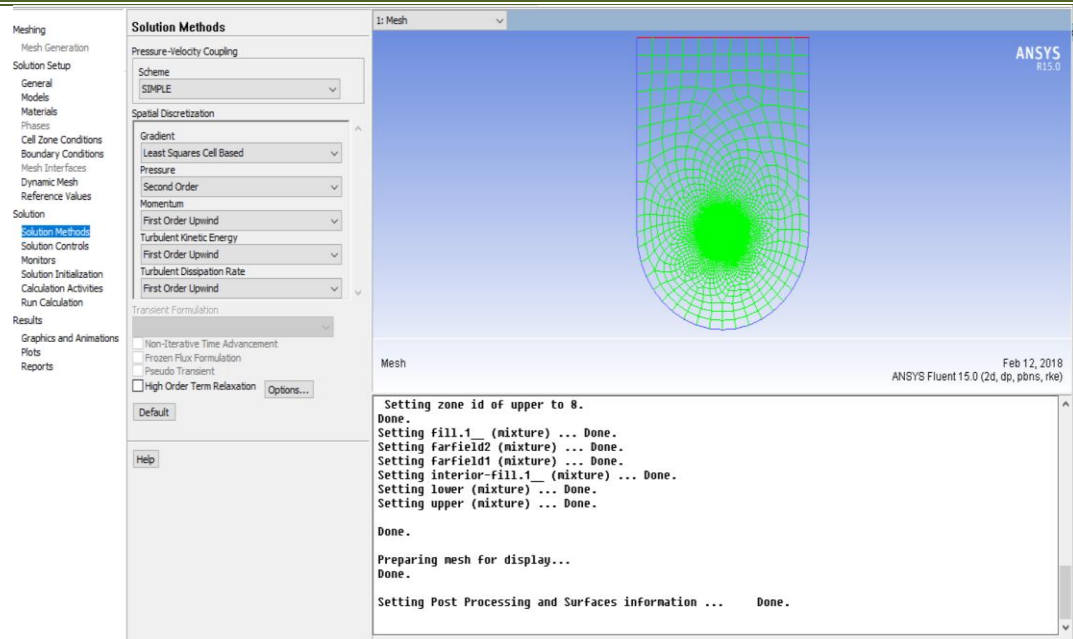 Meshing
Mesh Generation
Solution Setup
General
Models
Materials
Phases
Cell Zone Conditions
Boundary Conditions
Mesh Interfaces
Dynamic Mesh
Reference Values
Solution
Solution Methods
Solution Controls
Monitors
Solution Initialization
Calculation Activities
Run Calculation
Results
Graphics and Animations
Plots
Reports
Solution Methods
Pressure-Velocity Coupling
Scheme
SIMPLE
Spatial Discretization
Gradient
Least Squares Cell Based
Pressure
Second Order
Momentum
First Order Upwind
Turbulent Kinetic Energy
First Order Upwind
Turbulent Dissipation Rate
First Order Upwind
Transient Formulation
Non-Iterative Time Advancement
Frozen Flux Formulation
Pseudo Transient
High Order Term Relaxation Options...
Default
Help
1: Mesh
ANSYS
R15.0
Mesh
Feb 12, 2018
ANSYS Fluent 15.0 (2d, dp, pbns, rke)
Setting zone id of upper to 8.
Done.
Setting fill.1__ (mixture) ... Done.
Setting farfield2 (mixture) ... Done.
Setting farfield1 (mixture) ... Done.
Setting interior-fill.1__ (mixture) ... Done.
Setting lower (mixture) ... Done.
Setting upper (mixture) ... Done.
Done.
Preparing mesh for display...
Done.
Setting Post Processing and Surfaces information ... Done.